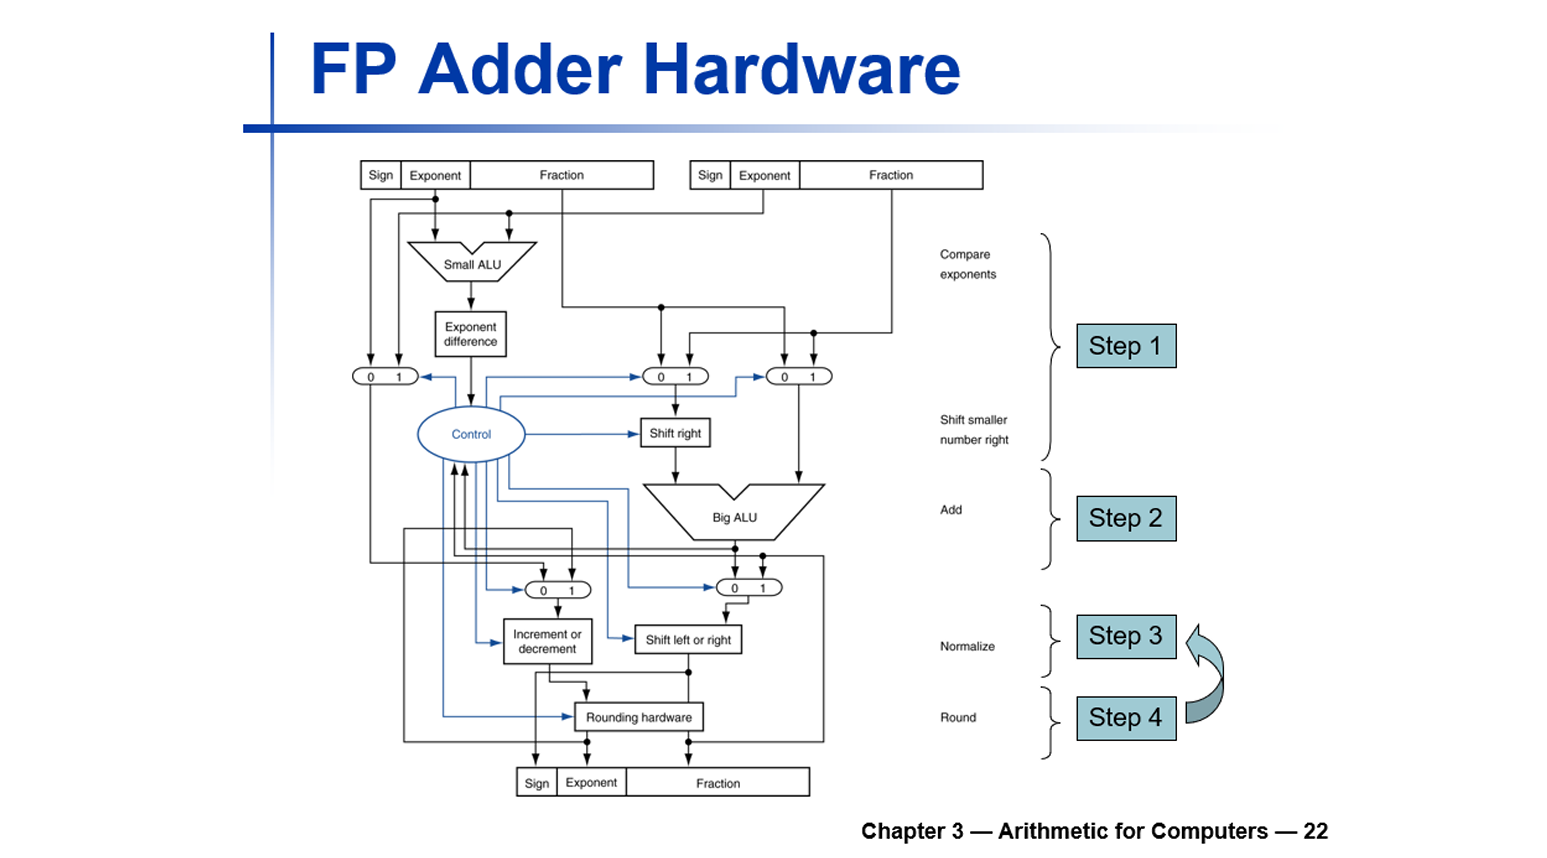 FP Adder Hardware
Sign Exponent Fraction
Sign Exponent Fraction
Small ALU
Compare
exponents
Exponent
difference
Step 1
0 1
0 1
0 1
Control
Shift right
Shift smaller
number right
Big ALU
Add
Step 2
0 1
0 1
Increment or
decrement
Shift left or right
Normalize
Step 3
Rounding hardware
Round
Step 4
Sign Exponent Fraction
Chapter 3 — Arithmetic for Computers — 22